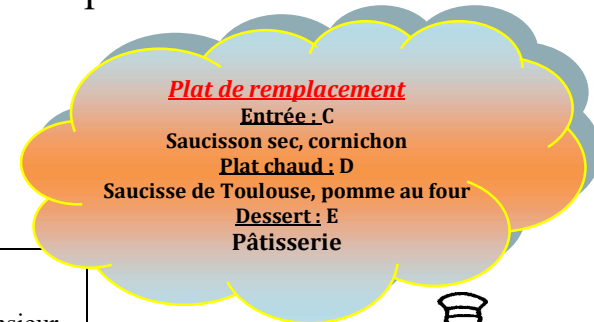 Plat de remplacement
Entrée : C
Saucisson sec, cornichon
Plat chaud : D
Saucisse de Toulouse, pomme au four
Dessert : E
Pâtisserie